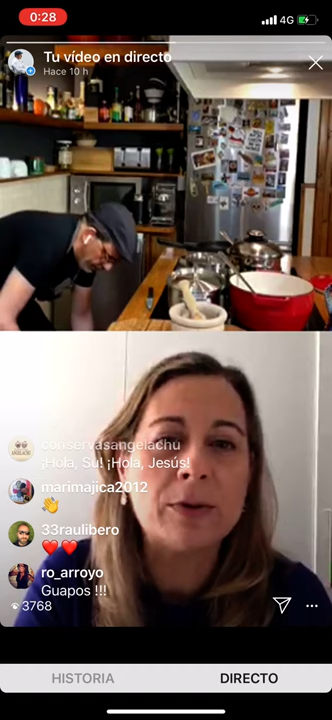 0:28
4G
Tu vídeo en directo
Hace 10 h
conservasangelachu
¡Hola, Su! ¡Hola, Jesús!
marimajica2012
👋
33raulibero
❤️❤️
ro_arroyo
Guapos !!!
3768
HISTORIA
DIRECTO